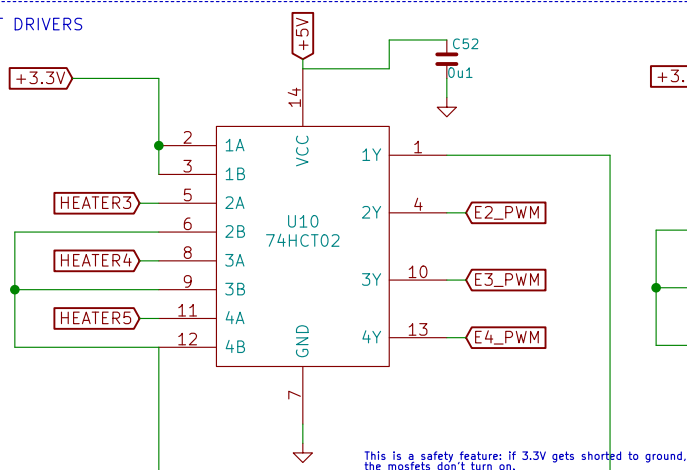 T DRIVERS
+5V
C52
0u1
+3.3V
+3.
14
VCC
2 1A
3 1B
HEATER3 5 2A
6 2B
HEATER4 8 3A
9 3B
HEATER5 11 4A
12 4B
U10
74HCT02
1Y 1
2Y 4 E2_PWM
3Y 10 E3_PWM
4Y 13 E4_PWM
GND
7
This is a safety feature: if 3.3V gets shorted to ground,
the mosfets don't turn on.